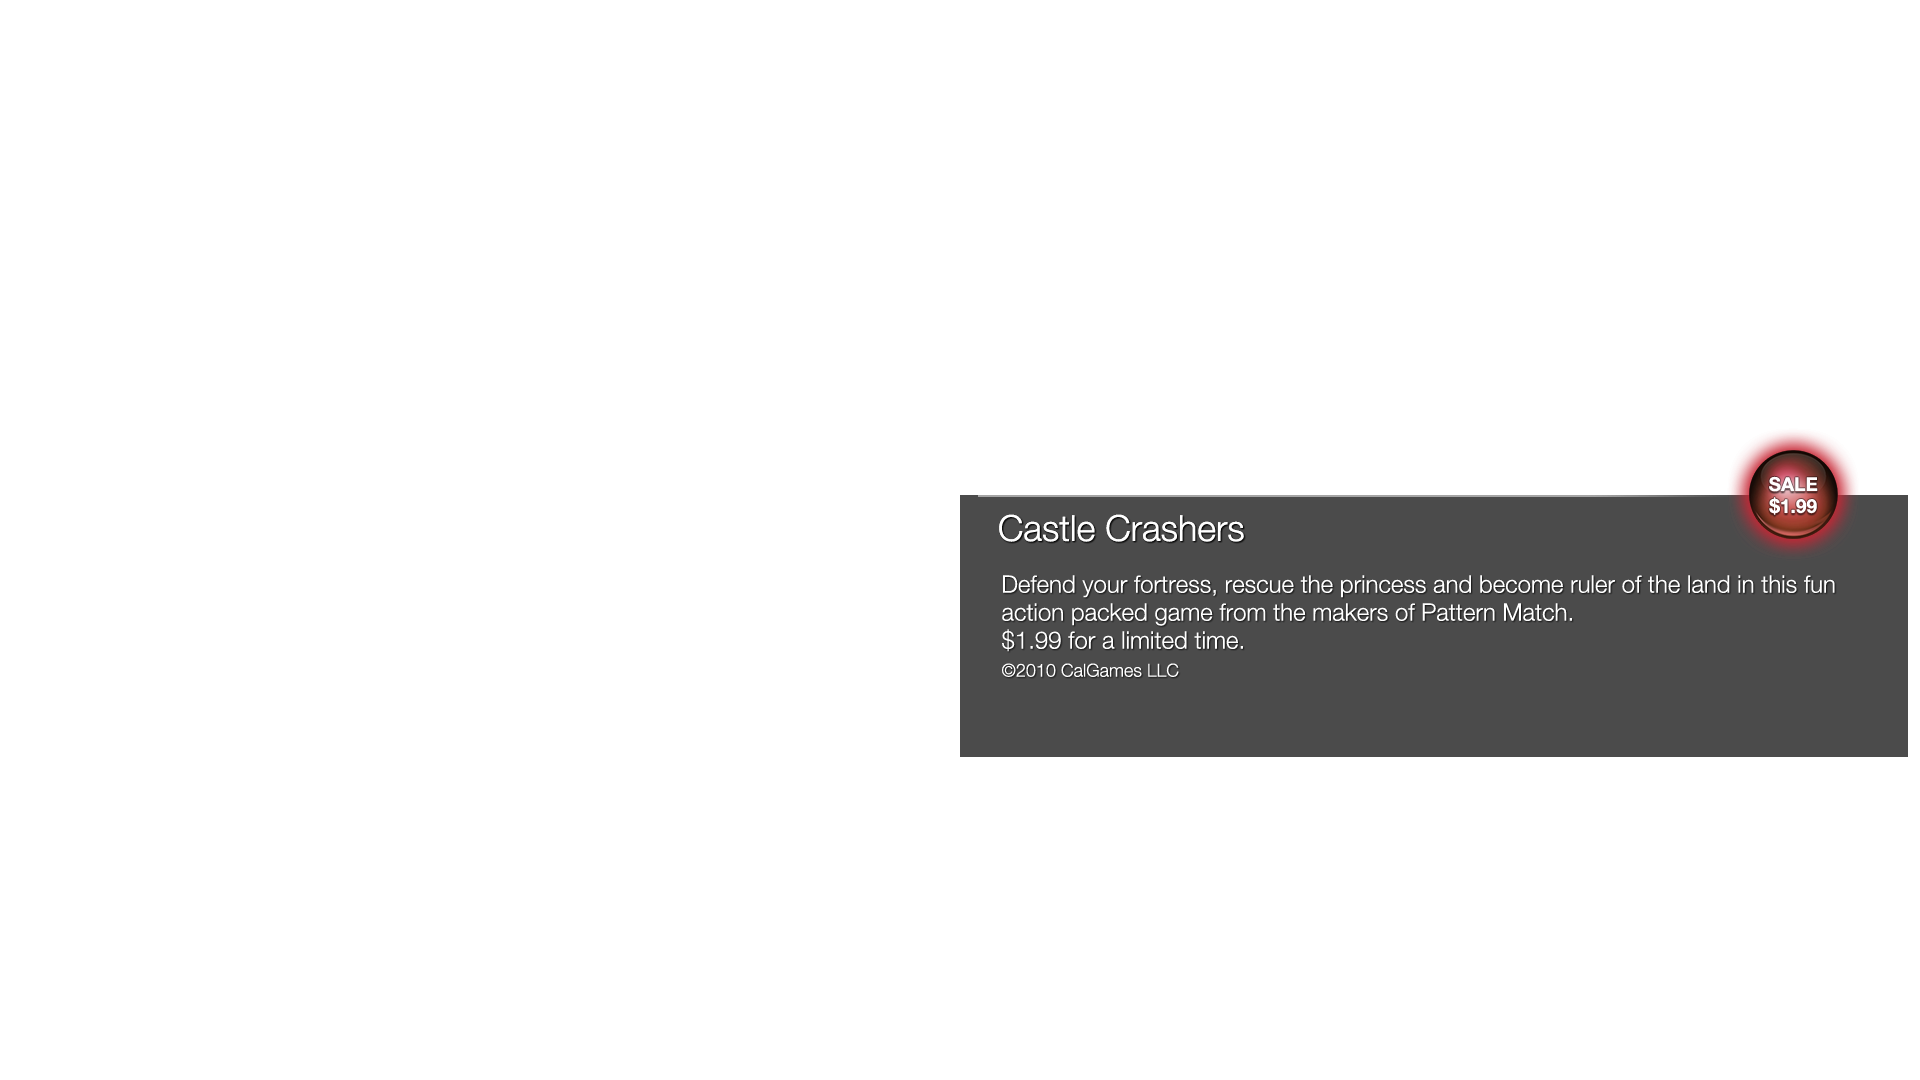 SALE
$1.99
Castle Crashers
Defend your fortress, rescue the princess and become ruler of the land in this fun
action packed game from the makers of Pattern Match.
$1.99 for a limited time.
©2010 CalGames LLC